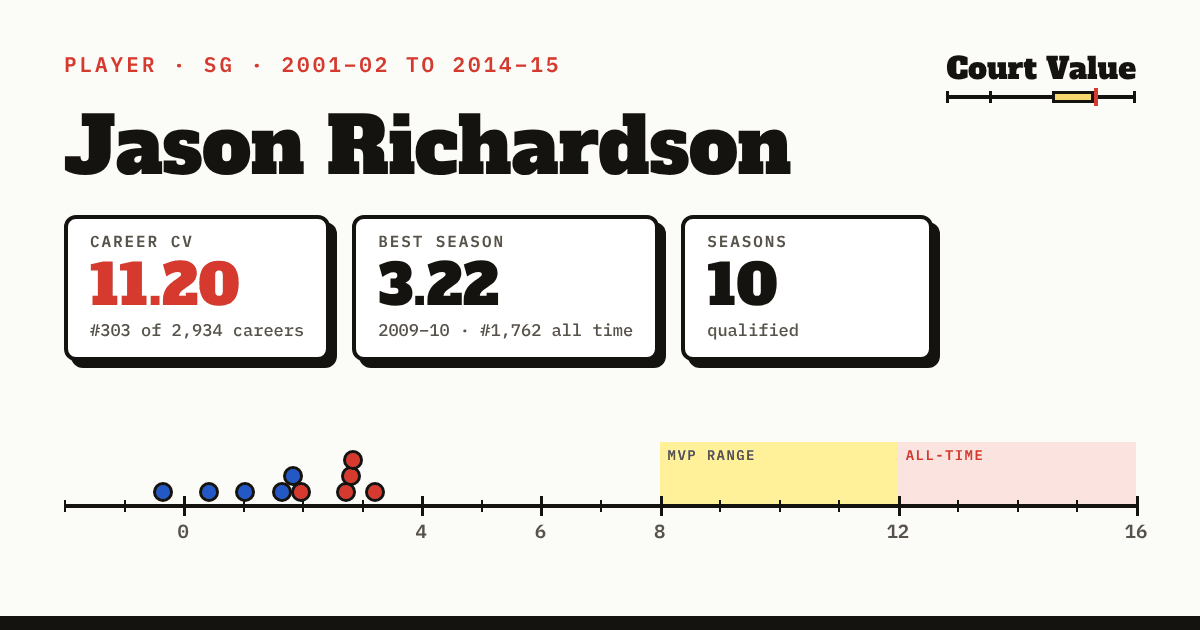 PLAYER · SG · 2001–02 TO 2014–15
Court Value
Jason Richardson
CAREER CV
11.20
#303 of 2,934 careers
BEST SEASON
3.22
2009–10 · #1,762 all time
SEASONS
10
qualified
MVP RANGE
ALL-TIME
0 4 6 8 12 16